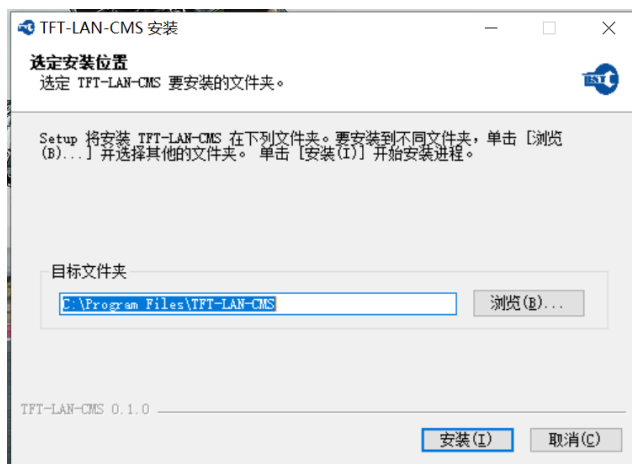 TFT-LAN-CMS 安装
选定安装位置
选定 TFT-LAN-CMS 要安装的文件夹。
TEST
Setup 将安装 TFT-LAN-CMS 在下列文件夹。要安装到不同文件夹，单击 [浏览
(B)...] 并选择其他的文件夹。 单击 [安装(I)] 开始安装进程。
目标文件夹
C:\Program Files\TFT-LAN-CMS
浏览(B)...
TFT-LAN-CMS 0.1.0
安装(I)
取消(C)